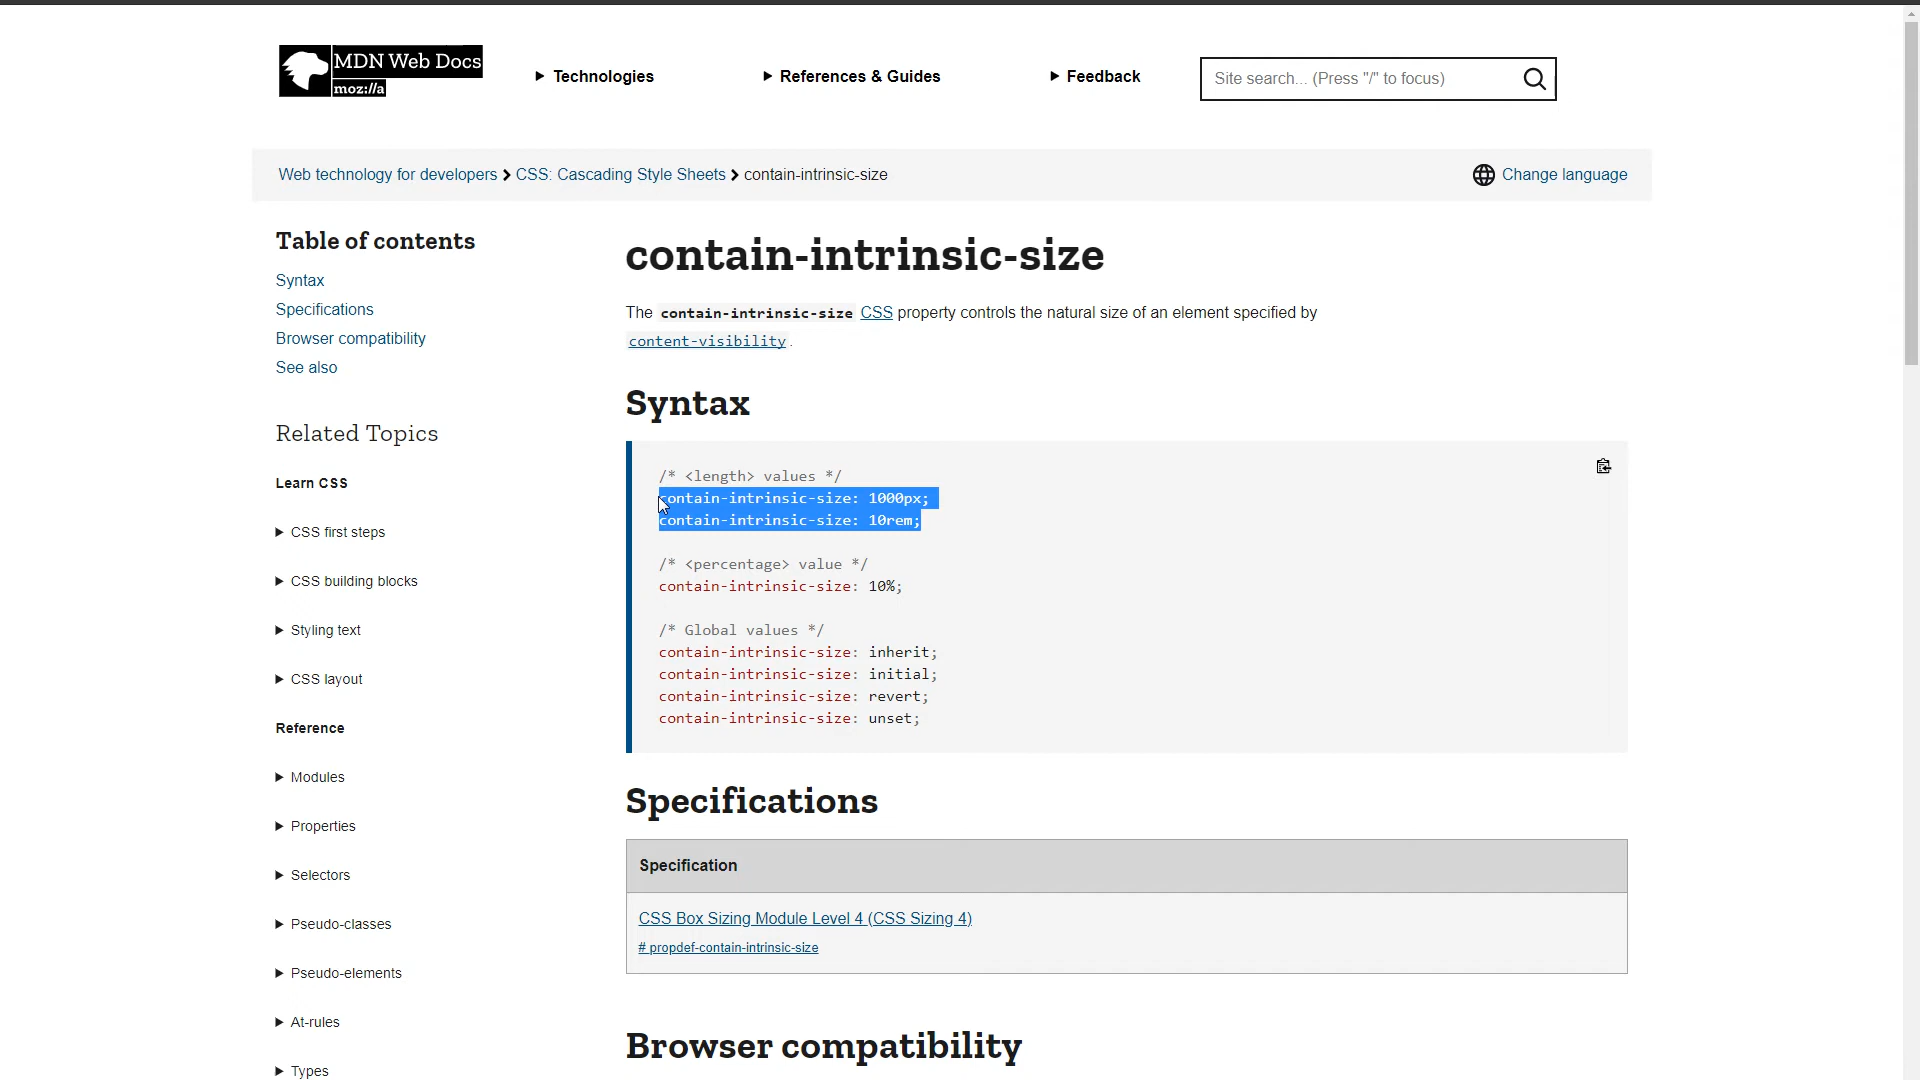 MDN Web Docs
moz://a
Technologies
References & Guides
Feedback
Site search... (Press "/" to focus)
Web technology for developers
CSS: Cascading Style Sheets
contain-intrinsic-size
Change language
Table of contents
Syntax
Specifications
Browser compatibility
See also
Related Topics
Learn CSS
CSS first steps
CSS building blocks
Styling text
CSS layout
Reference
Modules
Properties
Selectors
Pseudo-classes
Pseudo-elements
At-rules
Types
contain-intrinsic-size
The contain-intrinsic-size CSS property controls the natural size of an element specified by
content-visibility.
Syntax
/* <length> values */
contain-intrinsic-size: 1000px;
contain-intrinsic-size: 10rem;
/* <percentage> value */
contain-intrinsic-size: 10%;
/* Global values */
contain-intrinsic-size: inherit;
contain-intrinsic-size: initial;
contain-intrinsic-size: revert;
contain-intrinsic-size: unset;
Specifications
Specification
CSS Box Sizing Module Level 4 (CSS Sizing 4)
# propdef-contain-intrinsic-size
Browser compatibility